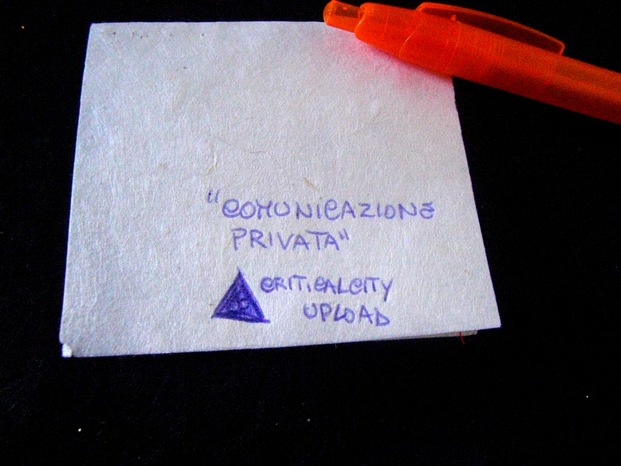 "COMUNICAZIONE
PRIVATA"
CRITICALCITY
UPLOAD